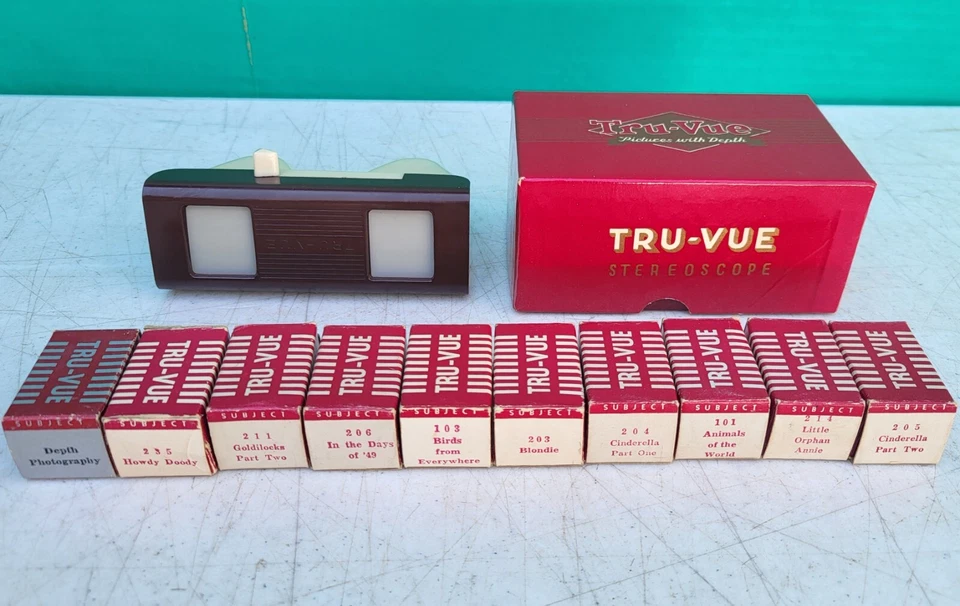 Tru-Vue
Pictures with Depth
TRU-VUE
STEREOSCOPE
TRU-VUE
TRU-VUE
SUBJECT
Depth
Photography
TRU-VUE
SUBJECT
235
Howdy Doody
TRU-VUE
SUBJECT
211
Goldilocks
Part Two
TRU-VUE
SUBJECT
206
In the Days
of '49
TRU-VUE
SUBJECT
103
Birds
from
Everywhere
TRU-VUE
SUBJECT
203
Blondie
TRU-VUE
SUBJECT
204
Cinderella
Part One
TRU-VUE
SUBJECT
101
Animals
of the
World
TRU-VUE
SUBJECT
214
Little
Orphan
Annie
TRU-VUE
SUBJECT
205
Cinderella
Part Two